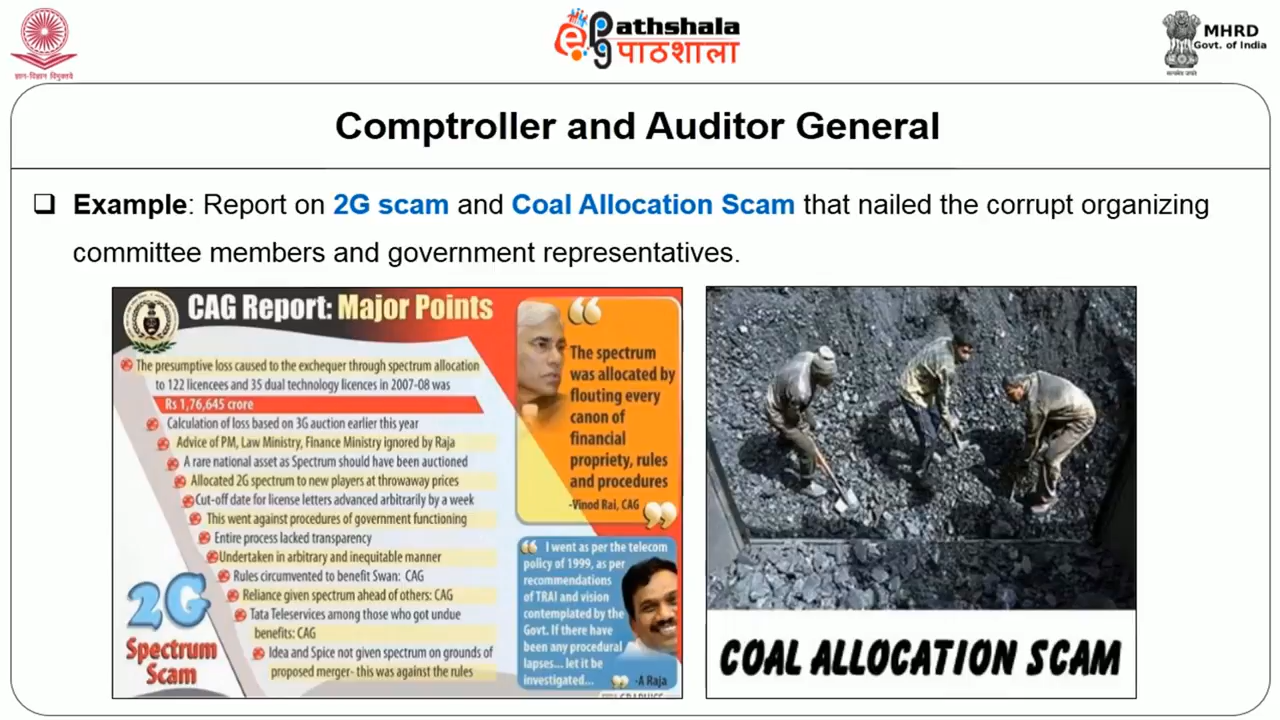 ज्ञान-विज्ञान विमुक्तये
ePathshala
पाठशाला
MHRD
Govt. of India
सत्यमेव जयते
Comptroller and Auditor General
Example: Report on 2G scam and Coal Allocation Scam that nailed the corrupt organizing
committee members and government representatives.
CAG Report: Major Points
The presumptive loss caused to the exchequer through spectrum allocation
to 122 licencees and 35 dual technology licences in 2007-08 was
Rs 1,76,645 crore
Calculation of loss based on 3G auction earlier this year
Advice of PM, Law Ministry, Finance Ministry ignored by Raja
A rare national asset as Spectrum should have been auctioned
Allocated 2G spectrum to new players at throwaway prices
Cut-off date for license letters advanced arbitrarily by a week
This went against procedures of government functioning
Entire process lacked transparency
Undertaken in arbitrary and inequitable manner
Rules circumvented to benefit Swan: CAG
Reliance given spectrum ahead of others: CAG
Tata Teleservices among those who got undue
benefits: CAG
Idea and Spice not given spectrum on grounds of
proposed merger- this was against the rules
2G
Spectrum
Scam
“ The spectrum
was allocated by
flouting every
canon of
financial
propriety, rules
and procedures
-Vinod Rai, CAG ”
“ I went as per the telecom
policy of 1999, as per
recommendations
of TRAI and vision
contemplated by the
Govt. If there have
been any procedural
lapses... let it be
investigated... ” -A Raja
COAL ALLOCATION SCAM